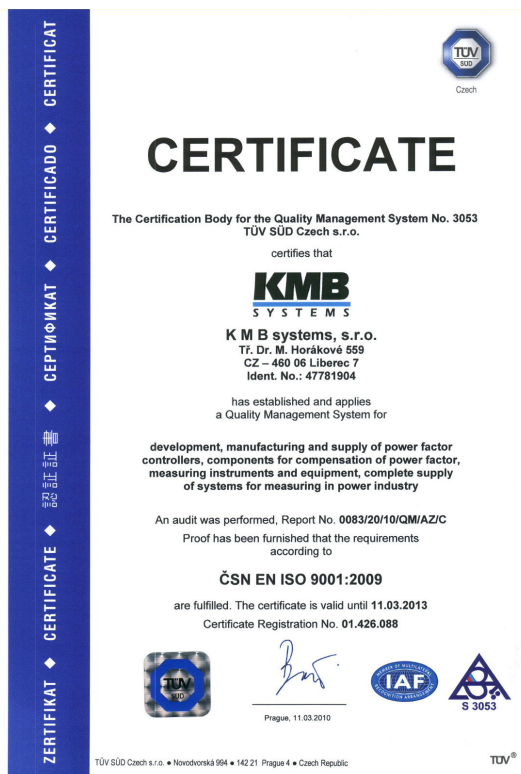 TÜV
SÜD
Czech
CERTIFICATE
The Certification Body for the Quality Management System No. 3053
TÜV SÜD Czech s.r.o.
certifies that
KMB
SYSTEMS
K M B systems, s.r.o.
Tř. Dr. M. Horákové 559
CZ – 460 06 Liberec 7
Ident. No.: 47781904
has established and applies
a Quality Management System for
development, manufacturing and supply of power factor
controllers, components for compensation of power factor,
measuring instruments and equipment, complete supply
of systems for measuring in power industry
An audit was performed, Report No. 0083/20/10/QM/AZ/C
Proof has been furnished that the requirements
according to
ČSN EN ISO 9001:2009
are fulfilled. The certificate is valid until 11.03.2013
Certificate Registration No. 01.426.088
TÜV
SÜD
MEMBER OF MULTILATERAL
RECOGNITION ARRANGEMENT
IAF
S 3053
Prague, 11.03.2010
TÜV SÜD Czech s.r.o. ● Novodvorská 994 ● 142 21 Prague 4 ● Czech Republic
TÜV®
ZERTIFIKAT ◆ CERTIFICATE ◆ 認証証書 ◆ СЕРТИФИКАТ ◆ CERTIFICADO ◆ CERTIFICAT